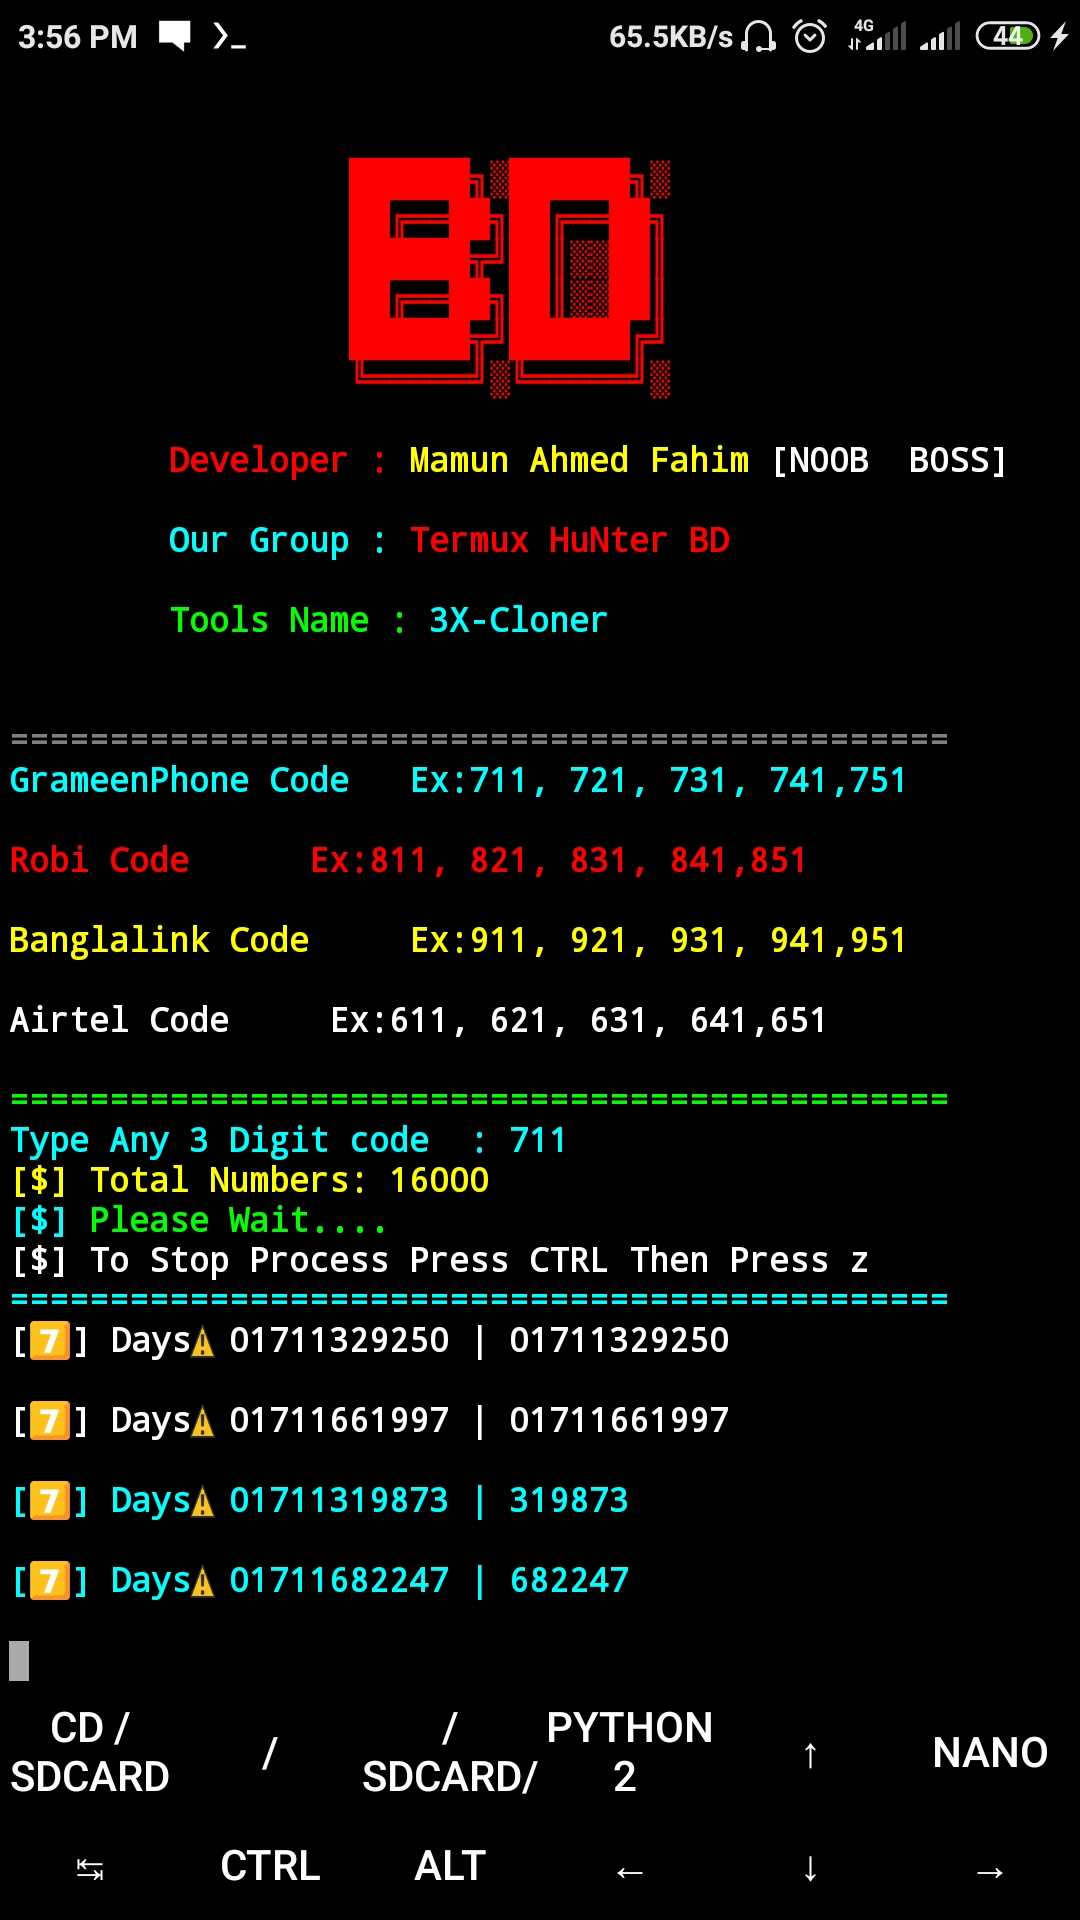 3:56 PM 65.5KB/s 4G 44
BD
Developer : Mamun Ahmed Fahim [NOOB  BOSS]
Our Group : Termux HuNter BD
Tools Name : 3X-Cloner
===============================================
GrameenPhone Code   Ex:711, 721, 731, 741,751
Robi Code      Ex:811, 821, 831, 841,851
Banglalink Code     Ex:911, 921, 931, 941,951
Airtel Code     Ex:611, 621, 631, 641,651
===============================================
Type Any 3 Digit code  : 711
[$] Total Numbers: 16000
[$] Please Wait....
[$] To Stop Process Press CTRL Then Press z
===============================================
[7️⃣] Days⚠ 01711329250 | 01711329250
[7️⃣] Days⚠ 01711661997 | 01711661997
[7️⃣] Days⚠ 01711319873 | 319873
[7️⃣] Days⚠ 01711682247 | 682247
CD /SDCARD / /SDCARD/ PYTHON2 ↑ NANO
↹ CTRL ALT ← ↓ →